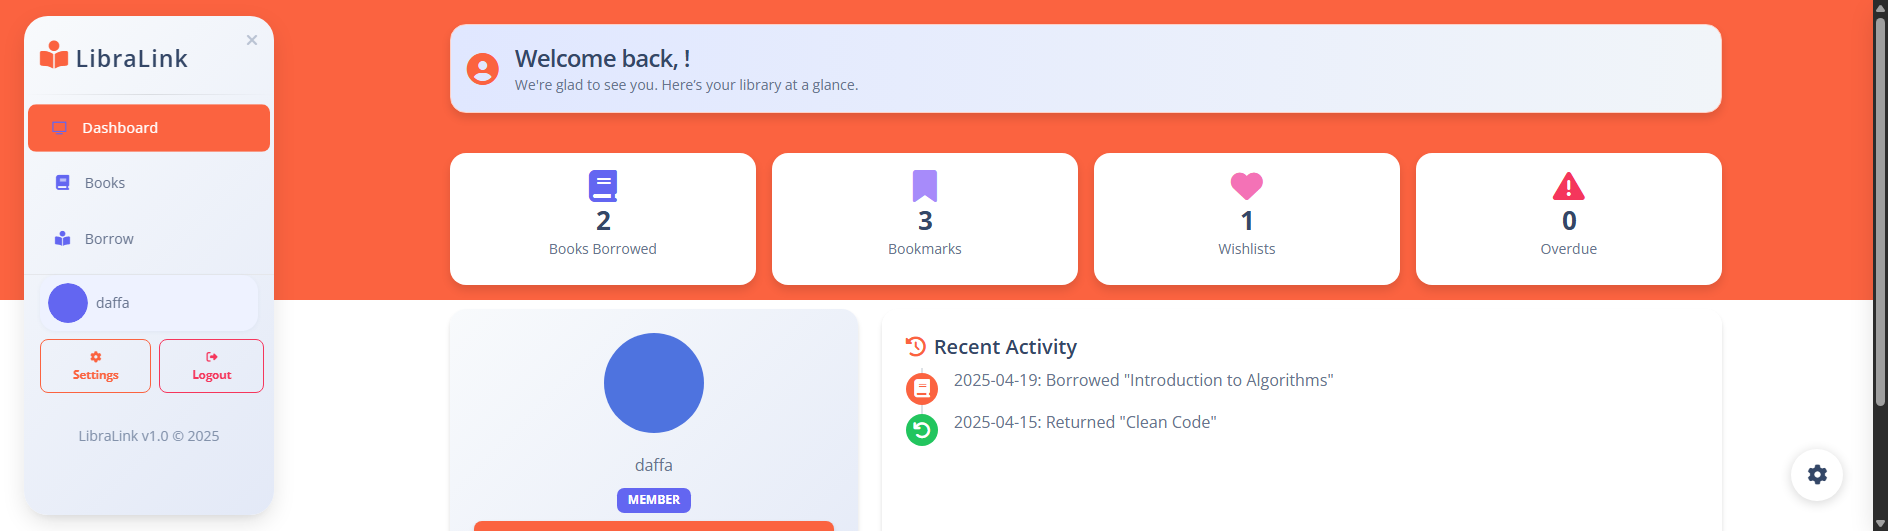 LibraLink
Dashboard
Books
Borrow
daffa
Settings
Logout
LibraLink v1.0 © 2025
Welcome back, !
We're glad to see you. Here's your library at a glance.
2
Books Borrowed
3
Bookmarks
1
Wishlists
0
Overdue
daffa
MEMBER
Recent Activity
2025-04-19: Borrowed "Introduction to Algorithms"
2025-04-15: Returned "Clean Code"